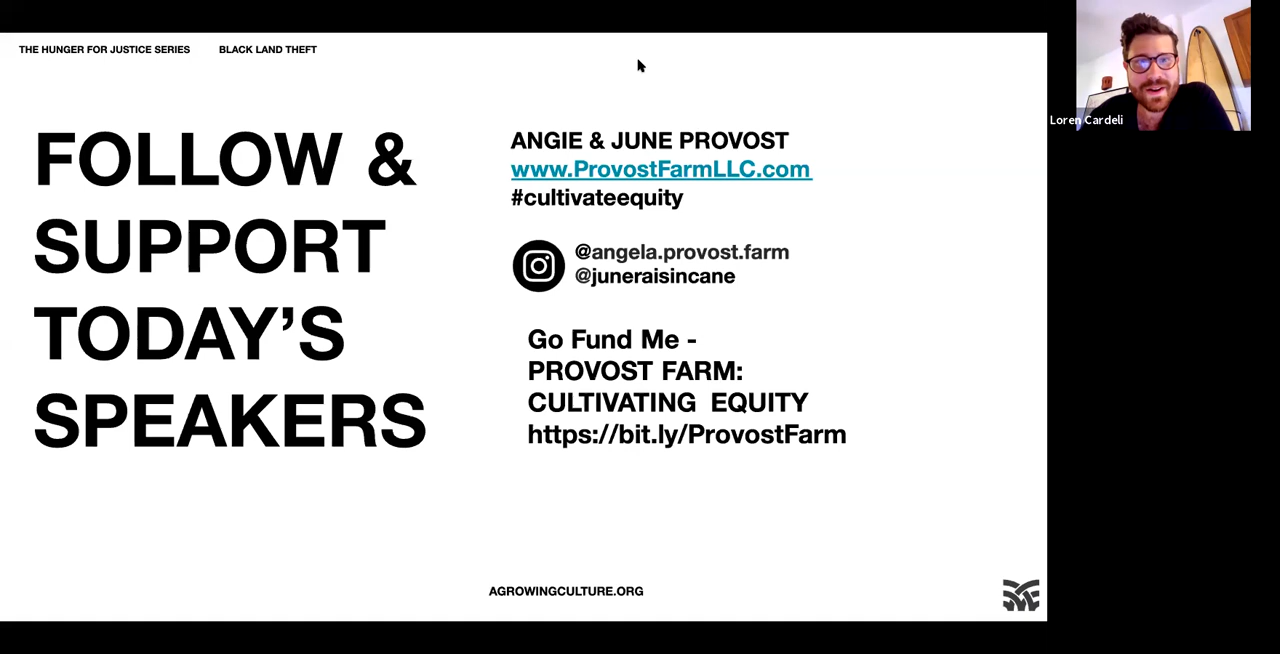 THE HUNGER FOR JUSTICE SERIES BLACK LAND THEFT
FOLLOW &
SUPPORT
TODAY’S
SPEAKERS
ANGIE & JUNE PROVOST
www.ProvostFarmLLC.com
#cultivateequity
@angela.provost.farm
@juneraisincane
Go Fund Me -
PROVOST FARM:
CULTIVATING EQUITY
https://bit.ly/ProvostFarm
AGROWINGCULTURE.ORG
Loren Cardeli